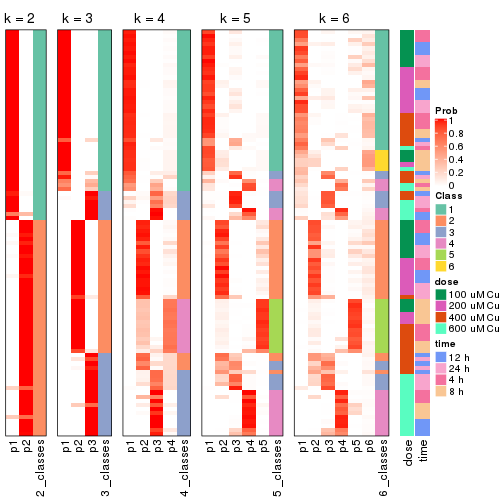 k = 2
k = 3
k = 4
k = 5
k = 6
p1
p2
2_classes
p1
p2
p3
3_classes
p1
p2
p3
p4
4_classes
p1
p2
p3
p4
p5
5_classes
p1
p2
p3
p4
p5
p6
6_classes
dose
time
Prob
1
0.8
0.6
0.4
0.2
0
Class
1
2
3
4
5
6
dose
100 uM Cu
200 uM Cu
400 uM Cu
600 uM Cu
time
12 h
24 h
4 h
8 h